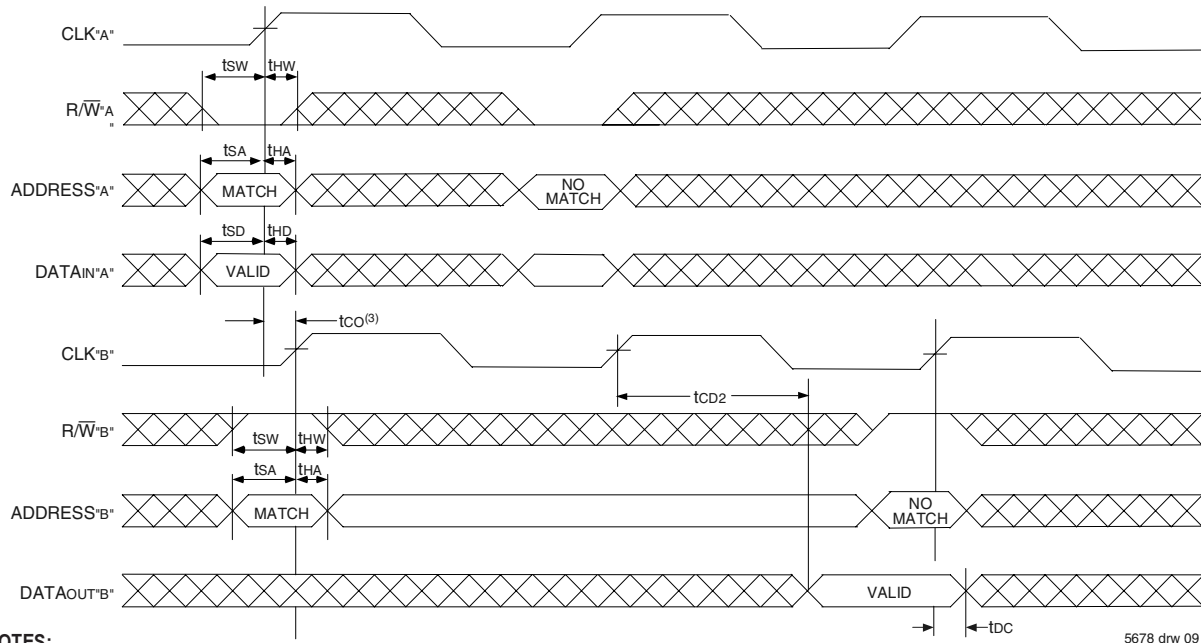 CLK"A"
tSW tHW
R/W̅"A"
tSA tHA
ADDRESS"A" MATCH NO MATCH
tSD tHD
DATAIN"A" VALID
tCO(3)
CLK"B"
tCD2
R/W̅"B"
tSW tHW
tSA tHA
ADDRESS"B" MATCH NO MATCH
DATAOUT"B" VALID
tDC
OTES:
5678 drw 09